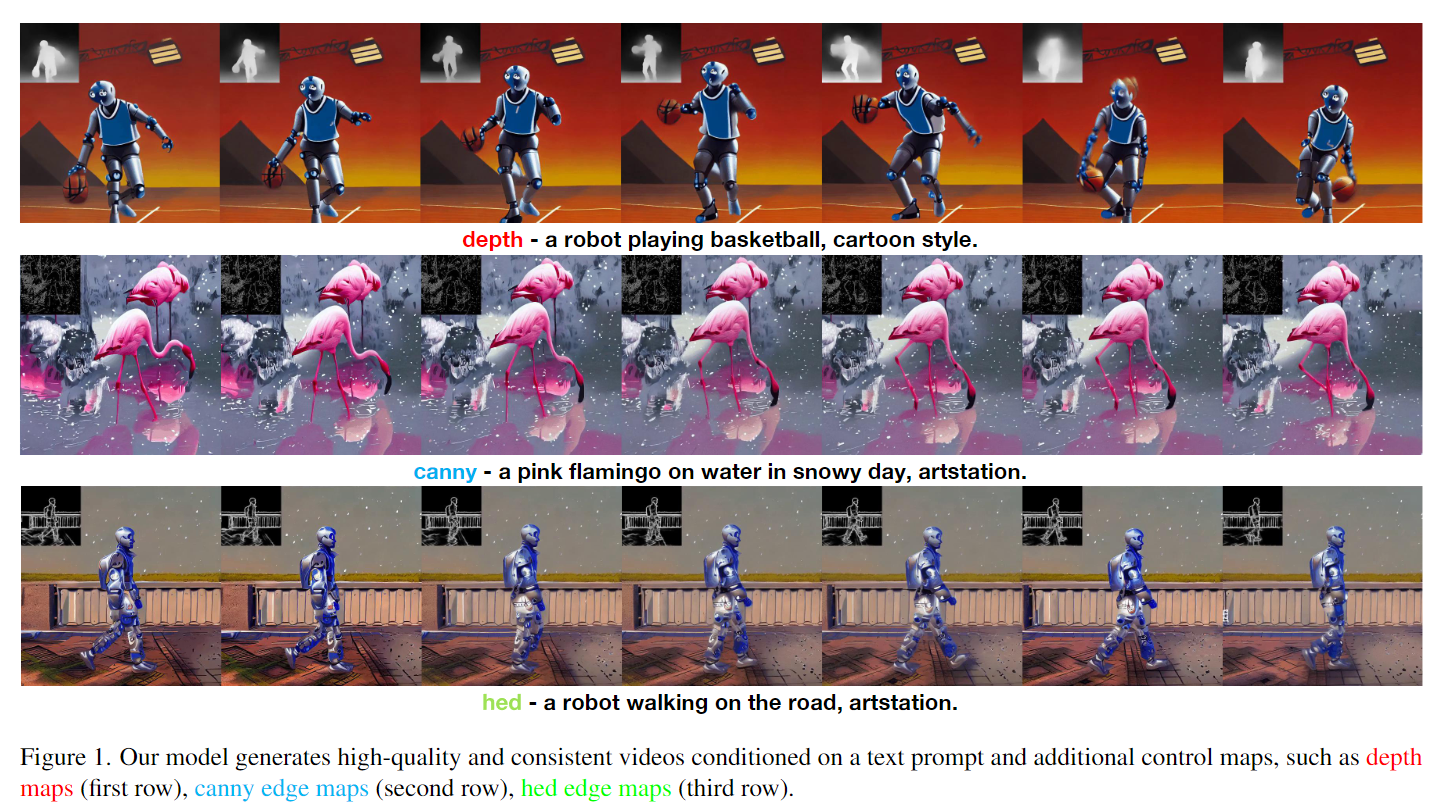 depth - a robot playing basketball, cartoon style.
canny - a pink flamingo on water in snowy day, artstation.
hed - a robot walking on the road, artstation.
Figure 1. Our model generates high-quality and consistent videos conditioned on a text prompt and additional control maps, such as depth
maps (first row), canny edge maps (second row), hed edge maps (third row).